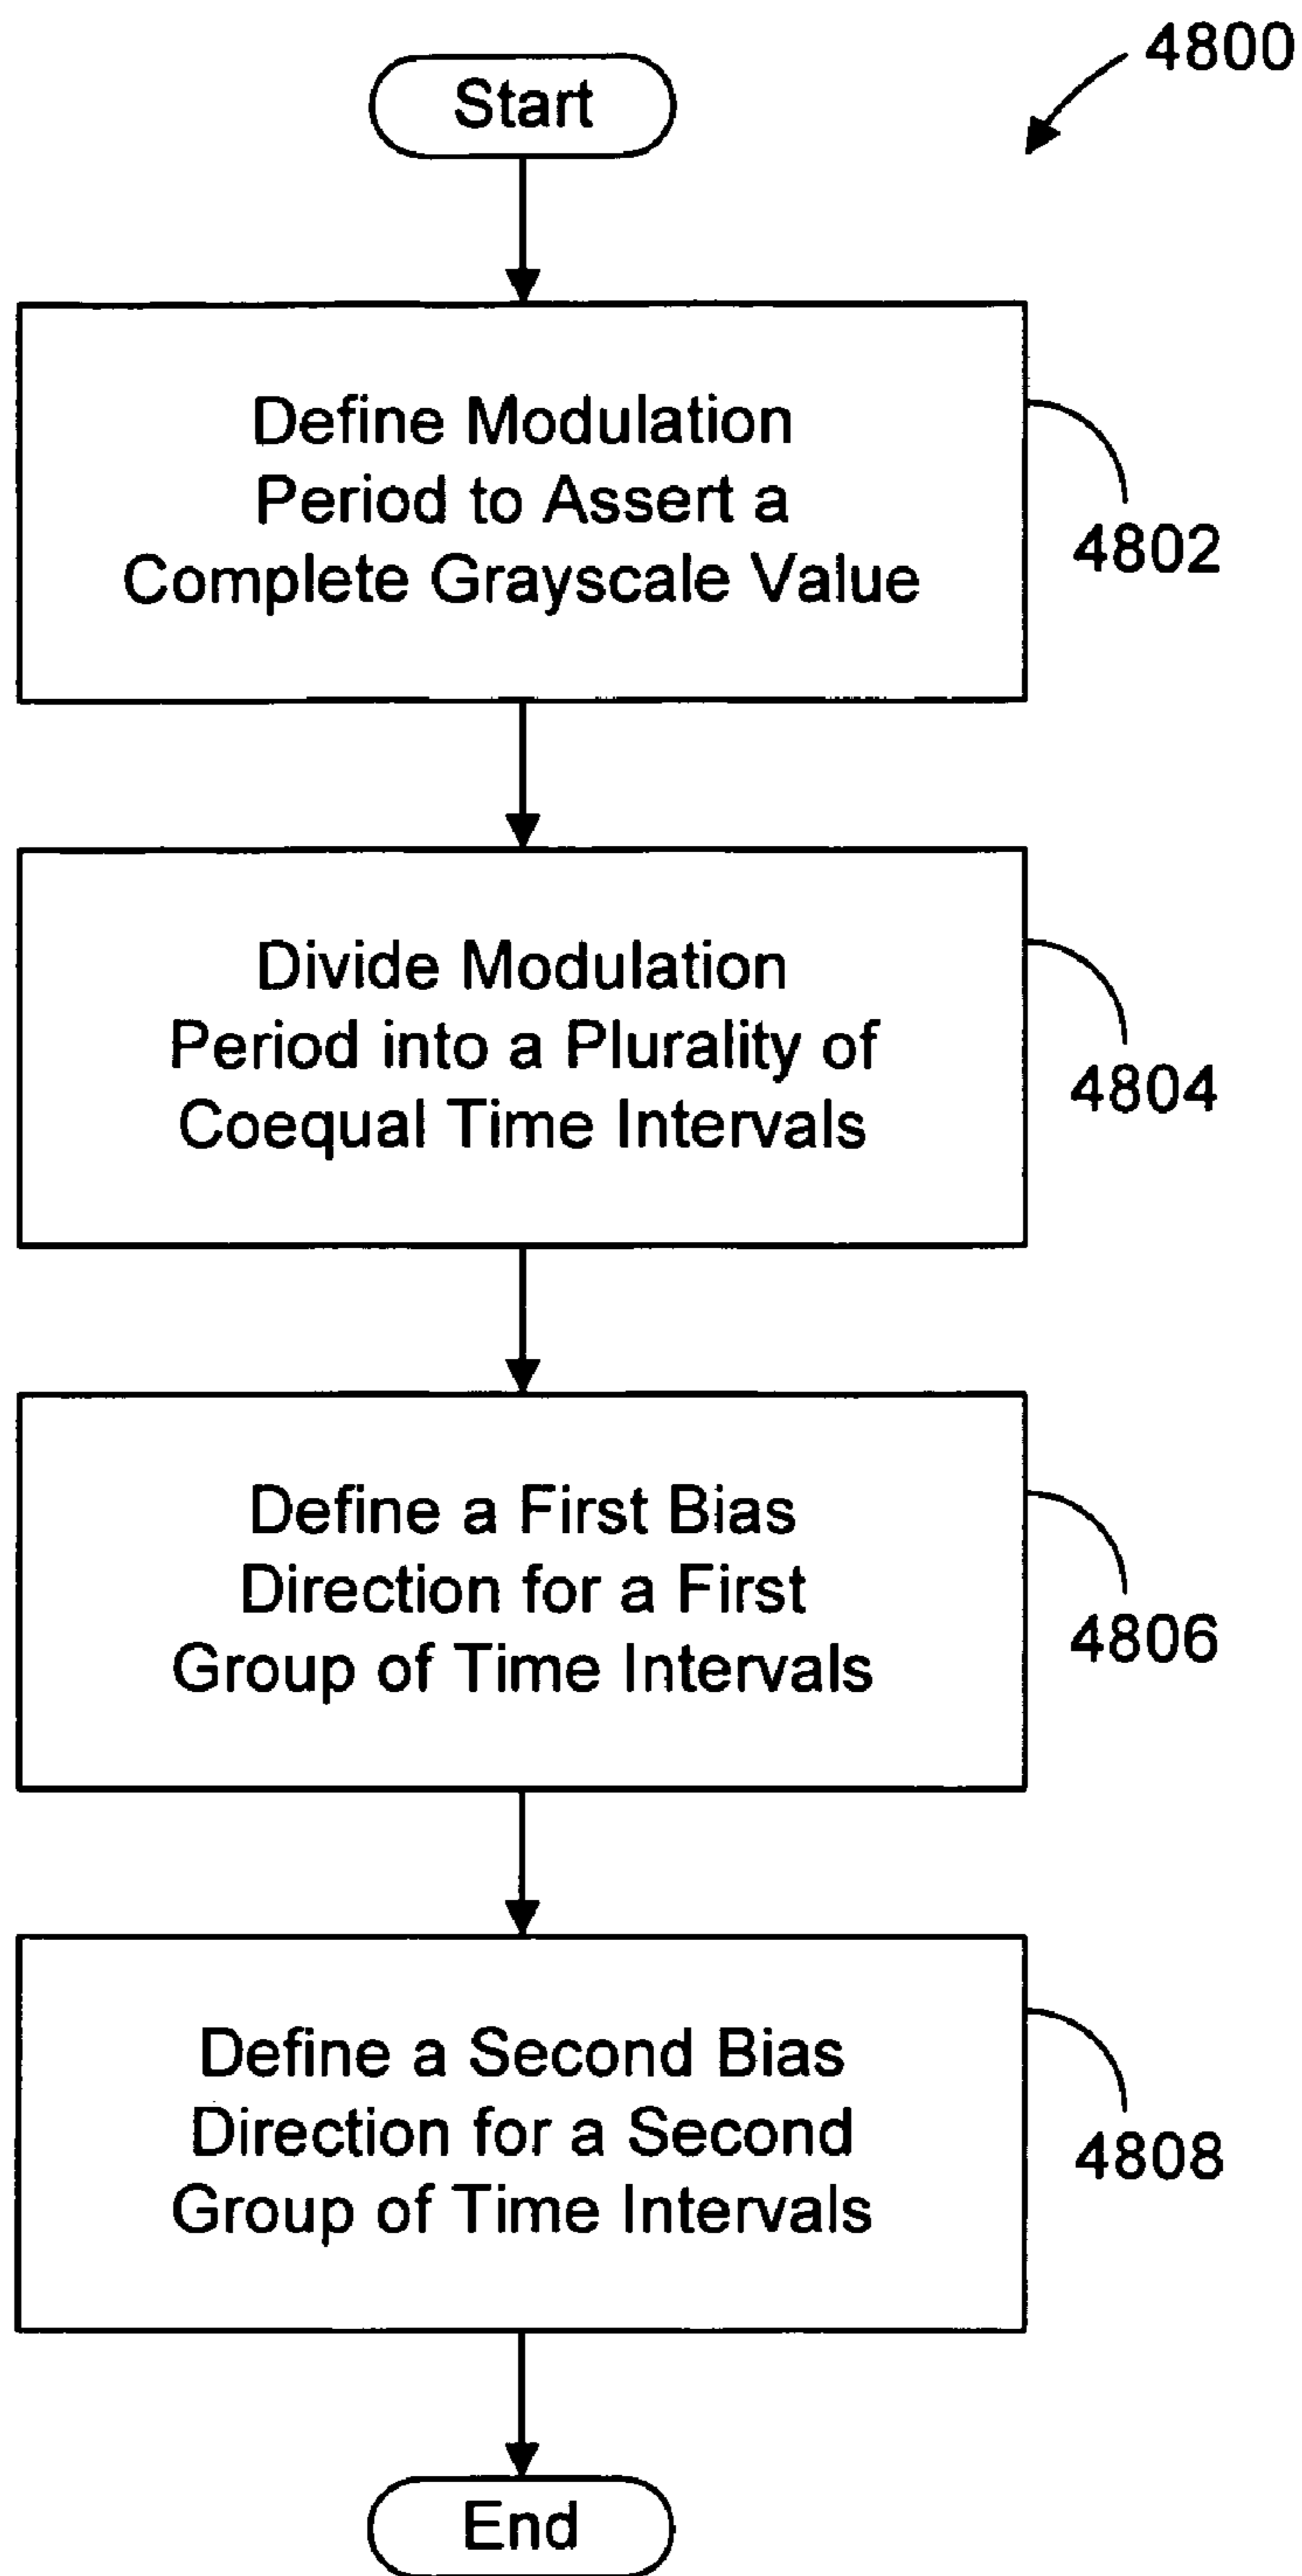 4800
Start
Define Modulation
Period to Assert a
Complete Grayscale Value
4802
Divide Modulation
Period into a Plurality of
Coequal Time Intervals
4804
Define a First Bias
Direction for a First
Group of Time Intervals
4806
Define a Second Bias
Direction for a Second
Group of Time Intervals
4808
End